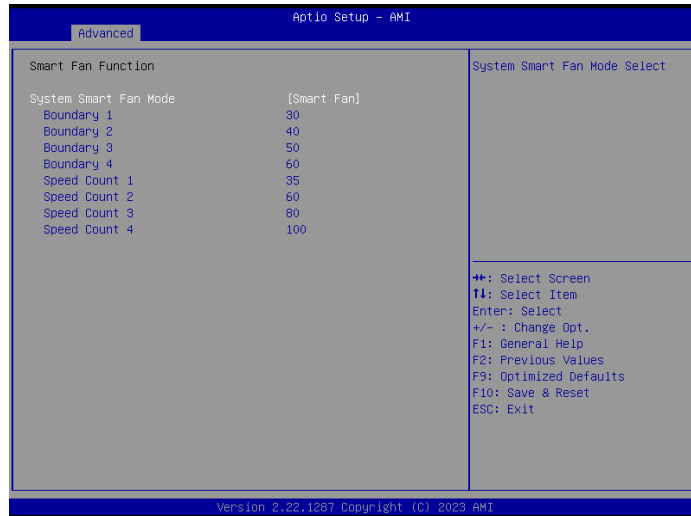 Aptio Setup – AMI
Advanced
Smart Fan Function
System Smart Fan Mode [Smart Fan]
Boundary 1 30
Boundary 2 40
Boundary 3 50
Boundary 4 60
Speed Count 1 35
Speed Count 2 60
Speed Count 3 80
Speed Count 4 100
System Smart Fan Mode Select
→←: Select Screen
↑↓: Select Item
Enter: Select
+/- : Change Opt.
F1: General Help
F2: Previous Values
F9: Optimized Defaults
F10: Save & Reset
ESC: Exit
Version 2.22.1287 Copyright (C) 2023 AMI